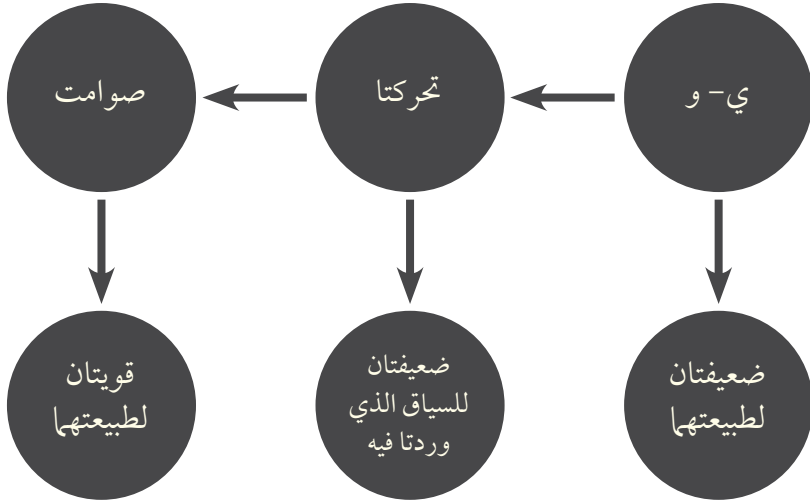 ي- و
تحركتا
صوامت
ضعيفتان
لطبيعتهما
ضعيفتان
للسياق الذي
وردتا فيه
قويتان
لطبيعتهما